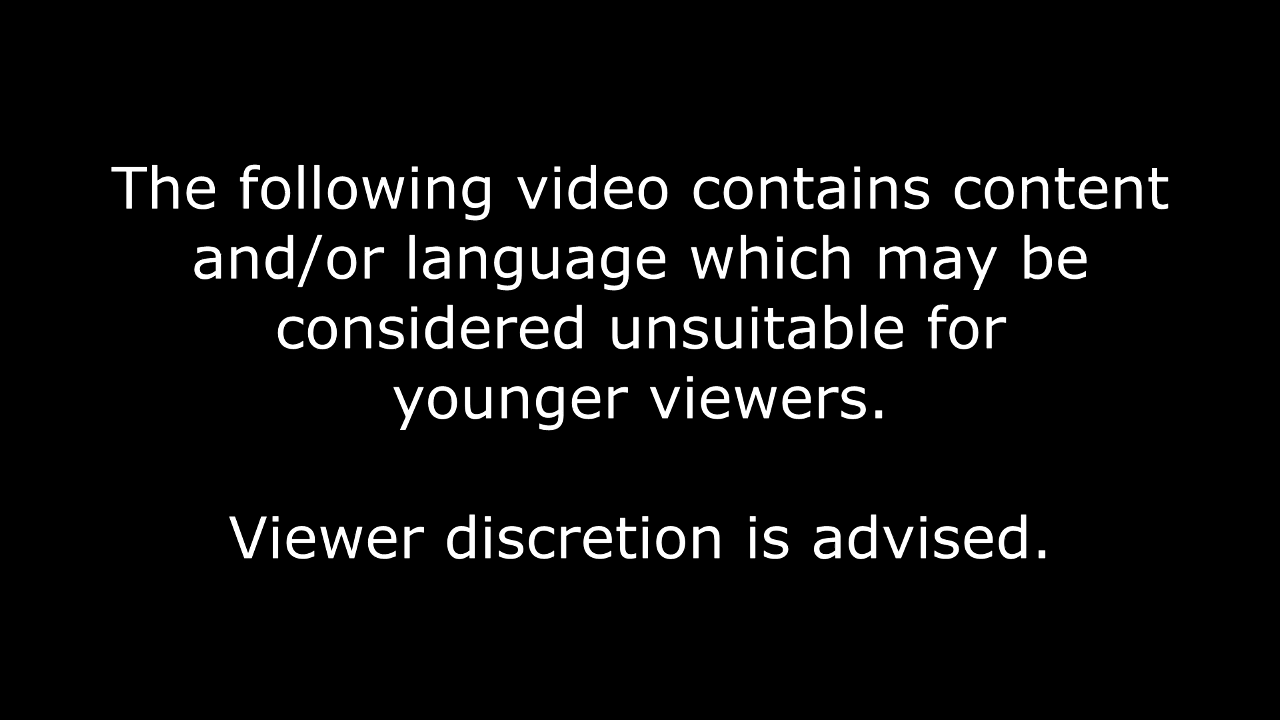 The following video contains content
and/or language which may be
considered unsuitable for
younger viewers.
Viewer discretion is advised.